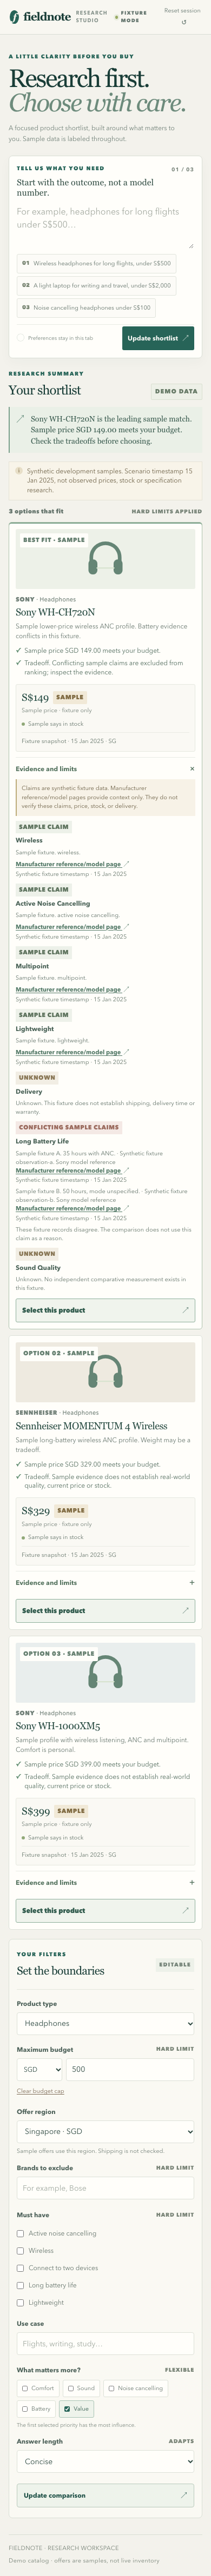 fieldnote
RESEARCH STUDIO
FIXTURE MODE
Reset session ↺
A LITTLE CLARITY BEFORE YOU BUY
Research first.
Choose with care.
A focused product shortlist, built around what matters to you. Sample data is labeled throughout.
TELL US WHAT YOU NEED
01 / 03
Start with the outcome, not a model number.
For example, headphones for long flights under S$500...
01 Wireless headphones for long flights, under S$500
02 A light laptop for writing and travel, under S$2,000
03 Noise cancelling headphones under S$100
Preferences stay in this tab
Update shortlist ↗
RESEARCH SUMMARY
Your shortlist
DEMO DATA
↗ Sony WH-CH720N is the leading sample match. Sample price SGD 149.00 meets your budget. Check the tradeoffs before choosing.
Synthetic development samples. Scenario timestamp 15 Jan 2025, not observed prices, stock or specification research.
3 options that fit
HARD LIMITS APPLIED
BEST FIT · SAMPLE
SONY · Headphones
Sony WH-CH720N
Sample lower-price wireless ANC profile. Battery evidence conflicts in this fixture.
✓ Sample price SGD 149.00 meets your budget.
✓ Tradeoff. Conflicting sample claims are excluded from ranking; inspect the evidence.
S$149 SAMPLE
Sample price · fixture only
Sample says in stock
Fixture snapshot · 15 Jan 2025 · SG
Evidence and limits ×
Claims are synthetic fixture data. Manufacturer reference/model pages provide context only. They do not verify these claims, price, stock, or delivery.
SAMPLE CLAIM
Wireless
Sample fixture. wireless.
Manufacturer reference/model page ↗
Synthetic fixture timestamp · 15 Jan 2025
SAMPLE CLAIM
Active Noise Cancelling
Sample fixture. active noise cancelling.
Manufacturer reference/model page ↗
Synthetic fixture timestamp · 15 Jan 2025
SAMPLE CLAIM
Multipoint
Sample fixture. multipoint.
Manufacturer reference/model page ↗
Synthetic fixture timestamp · 15 Jan 2025
SAMPLE CLAIM
Lightweight
Sample fixture. lightweight.
Manufacturer reference/model page ↗
Synthetic fixture timestamp · 15 Jan 2025
UNKNOWN
Delivery
Unknown. This fixture does not establish shipping, delivery time or warranty.
CONFLICTING SAMPLE CLAIMS
Long Battery Life
Sample fixture A. 35 hours with ANC. · Synthetic fixture observation-a. Sony model reference
Manufacturer reference/model page ↗
Synthetic fixture timestamp · 15 Jan 2025
Sample fixture B. 50 hours, mode unspecified. · Synthetic fixture observation-b. Sony model reference
Manufacturer reference/model page ↗
Synthetic fixture timestamp · 15 Jan 2025
These fixture records disagree. The comparison does not use this claim as a reason.
UNKNOWN
Sound Quality
Unknown. No independent comparative measurement exists in this fixture.
Select this product ↗
OPTION 02 · SAMPLE
SENNHEISER · Headphones
Sennheiser MOMENTUM 4 Wireless
Sample long-battery wireless ANC profile. Weight may be a tradeoff.
✓ Sample price SGD 329.00 meets your budget.
✓ Tradeoff. Sample evidence does not establish real-world quality, current price or stock.
S$329 SAMPLE
Sample price · fixture only
Sample says in stock
Fixture snapshot · 15 Jan 2025 · SG
Evidence and limits +
Select this product ↗
OPTION 03 · SAMPLE
SONY · Headphones
Sony WH-1000XM5
Sample profile with wireless listening, ANC and multipoint. Comfort is personal.
✓ Sample price SGD 399.00 meets your budget.
✓ Tradeoff. Sample evidence does not establish real-world quality, current price or stock.
S$399 SAMPLE
Sample price · fixture only
Sample says in stock
Fixture snapshot · 15 Jan 2025 · SG
Evidence and limits +
Select this product ↗
YOUR FILTERS
Set the boundaries
EDITABLE
Product type
Headphones
Maximum budget
HARD LIMIT
SGD
500
Clear budget cap
Offer region
Singapore · SGD
Sample offers use this region. Shipping is not checked.
Brands to exclude
HARD LIMIT
For example, Bose
Must have
HARD LIMIT
Active noise cancelling
Wireless
Connect to two devices
Long battery life
Lightweight
Use case
Flights, writing, study...
What matters more?
FLEXIBLE
Comfort
Sound
Noise cancelling
Battery
Value
The first selected priority has the most influence.
Answer length
ADAPTS
Concise
Update comparison ↗
FIELDNOTE · RESEARCH WORKSPACE
Demo catalog · offers are samples, not live inventory